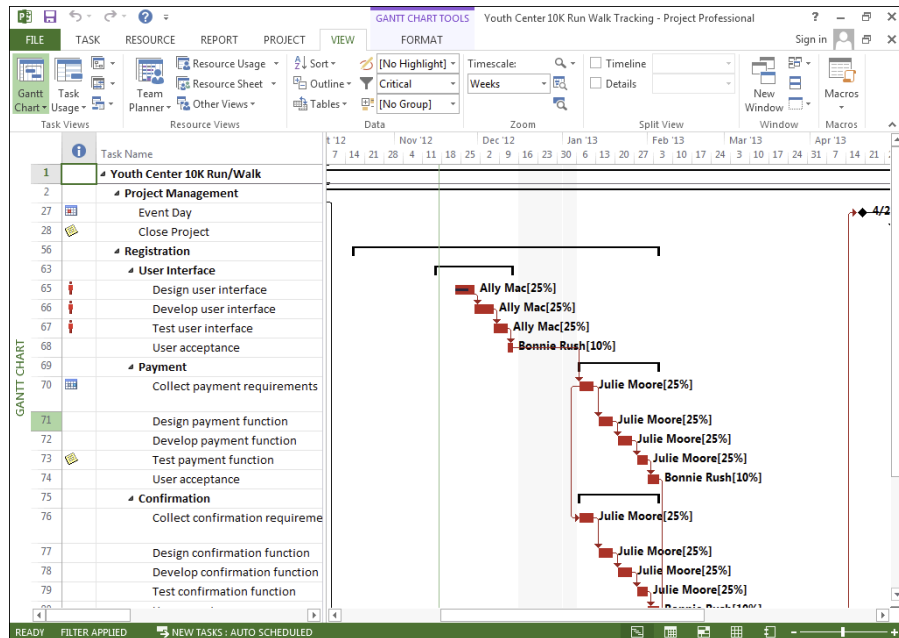 GANTT CHART TOOLS Youth Center 10K Run Walk Tracking - Project Professional
FILE TASK RESOURCE REPORT PROJECT VIEW FORMAT Sign in
Gantt Chart Task Usage Team Planner Resource Usage Resource Sheet Other Views Sort Outline Tables [No Highlight] Critical [No Group] Timescale: Weeks Timeline Details New Window Macros
Task Views Resource Views Data Zoom Split View Window Macros
'12 Nov '12 Dec '12 Jan '13 Feb '13 Mar '13 Apr '13
Task Name 7 14 21 28 4 11 18 25 2 9 16 23 30 6 13 20 27 3 10 17 24 3 10 17 24 31 7 14 21
1 Youth Center 10K Run/Walk
2 Project Management
27 Event Day 4/2
28 Close Project
56 Registration
63 User Interface
65 Design user interface Ally Mac[25%]
66 Develop user interface Ally Mac[25%]
67 Test user interface Ally Mac[25%]
68 User acceptance Bonnie Rush[10%]
69 Payment
70 Collect payment requirements Julie Moore[25%]
71 Design payment function Julie Moore[25%]
72 Develop payment function Julie Moore[25%]
73 Test payment function Julie Moore[25%]
74 User acceptance Bonnie Rush[10%]
75 Confirmation
76 Collect confirmation requireme Julie Moore[25%]
77 Design confirmation function Julie Moore[25%]
78 Develop confirmation function Julie Moore[25%]
79 Test confirmation function Julie Moore[25%]
GANTT CHART
READY FILTER APPLIED NEW TASKS : AUTO SCHEDULED